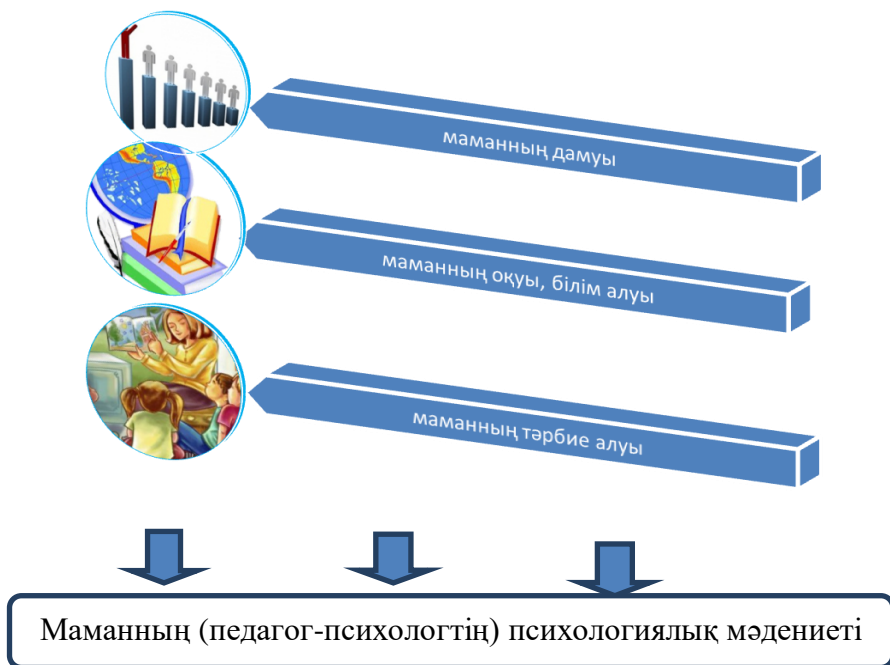 маманның дамуы
маманның оқуы, білім алуы
маманның тәрбие алуы
Маманның (педагог-психологтің) психологиялық мәдениеті